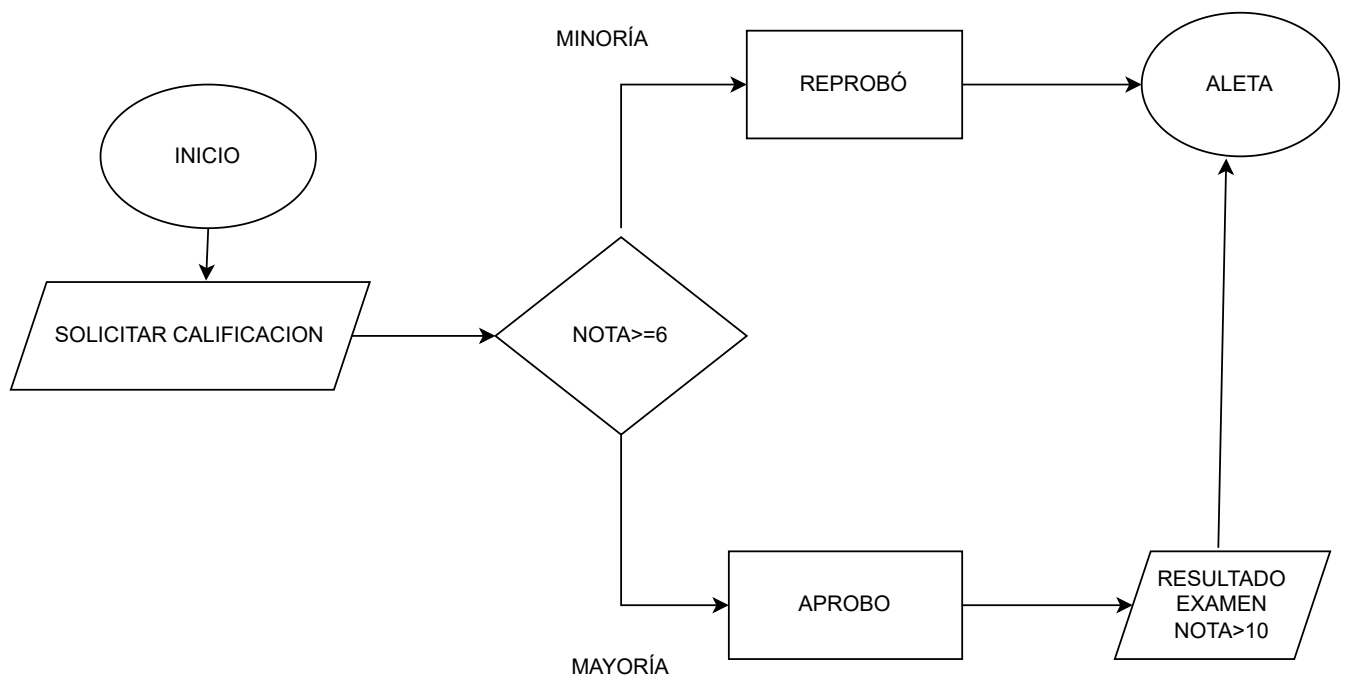 INICIO
SOLICITAR CALIFICACION
NOTA>=6
MINORÍA
REPROBÓ
ALETA
MAYORÍA
APROBO
RESULTADO
EXAMEN
NOTA>10